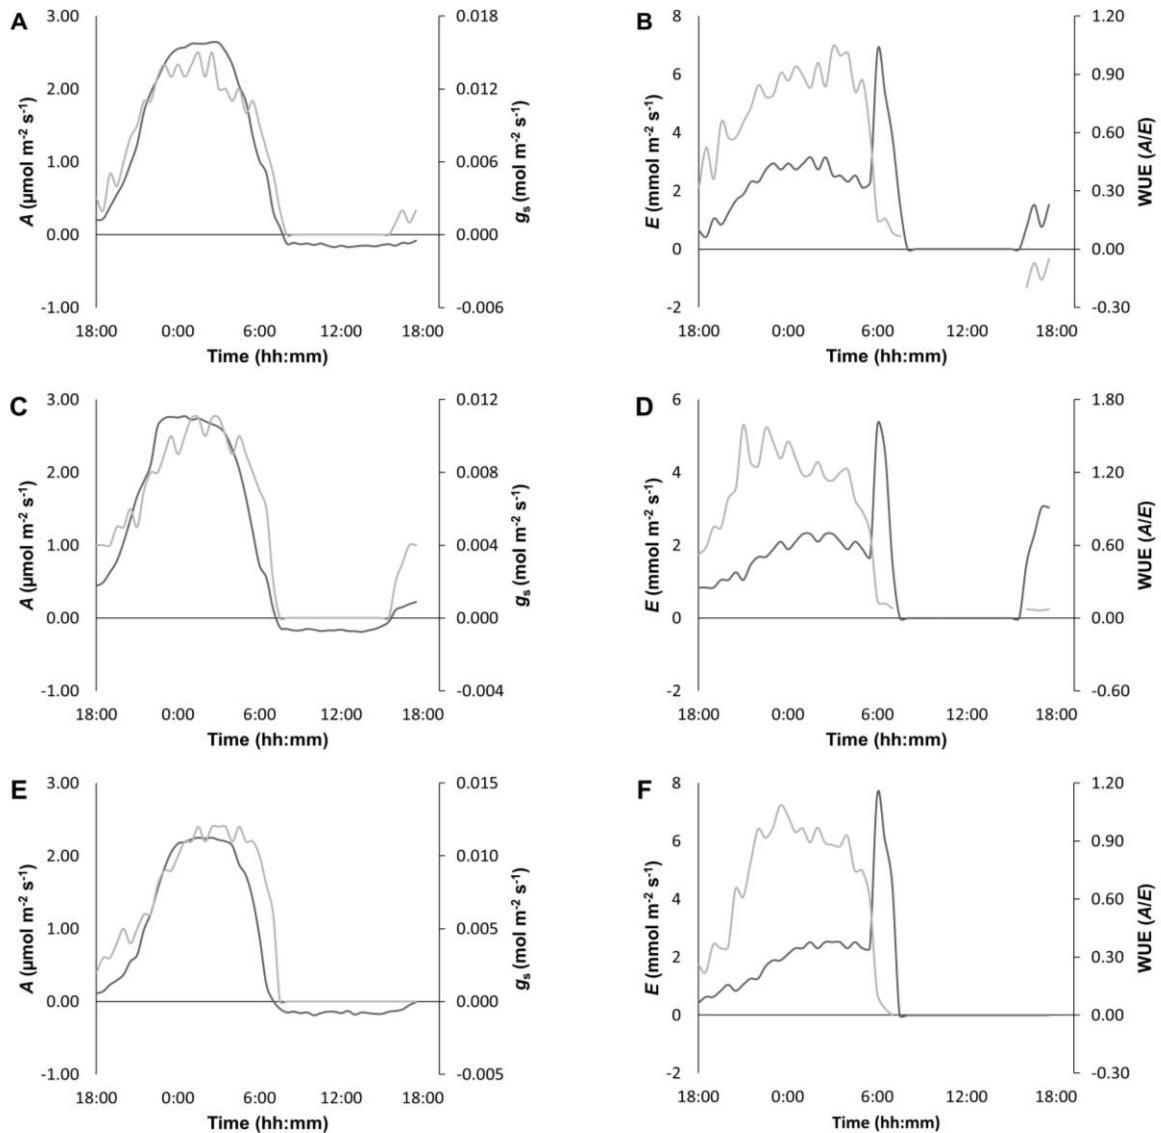 A
3.00
2.00
1.00
0.00
-1.00
A (µmol m-2 s-1)
0.018
0.012
0.006
0.000
-0.006
gs (mol m-2 s-1)
18:00 0:00 6:00 12:00 18:00
Time (hh:mm)
B
8
6
4
2
0
-2
E (mmol m-2 s-1)
1.20
0.90
0.60
0.30
0.00
-0.30
WUE (A/E)
18:00 0:00 6:00 12:00 18:00
Time (hh:mm)
C
3.00
2.00
1.00
0.00
-1.00
A (µmol m-2 s-1)
0.012
0.008
0.004
0.000
-0.004
gs (mol m-2 s-1)
18:00 0:00 6:00 12:00 18:00
Time (hh:mm)
D
6
4
2
0
-2
E (mmol m-2 s-1)
1.80
1.20
0.60
0.00
-0.60
WUE (A/E)
18:00 0:00 6:00 12:00 18:00
Time (hh:mm)
E
3.00
2.00
1.00
0.00
-1.00
A (µmol m-2 s-1)
0.015
0.010
0.005
0.000
-0.005
gs (mol m-2 s-1)
18:00 0:00 6:00 12:00 18:00
Time (hh:mm)
F
8
6
4
2
0
-2
E (mmol m-2 s-1)
1.20
0.90
0.60
0.30
0.00
-0.30
WUE (A/E)
18:00 0:00 6:00 12:00 18:00
Time (hh:mm)